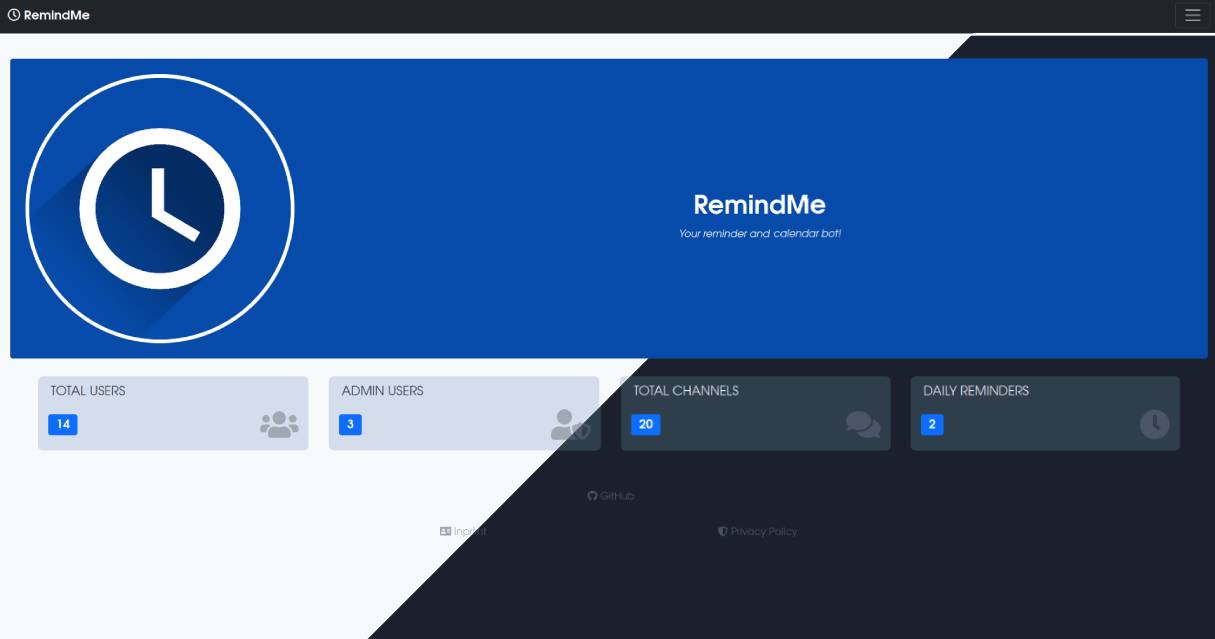 RemindMe
RemindMe
Your reminder and calendar bot!
TOTAL USERS
14
ADMIN USERS
3
TOTAL CHANNELS
20
DAILY REMINDERS
2
GitHub
Inprint
Privacy Policy